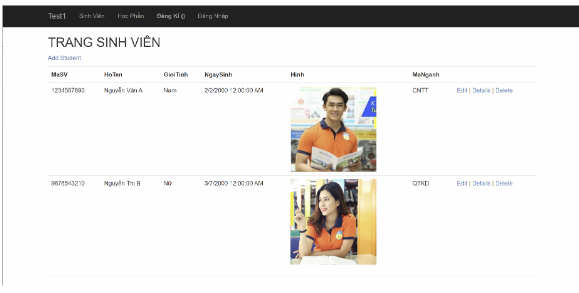 Test1 Sinh Viên Học Phần Đăng Kí () Đăng Nhập
TRANG SINH VIÊN
Add Student
MaSV HoTen GioiTinh NgaySinh Hinh MaNganh
1234567890 Nguyễn Văn A Nam 2/2/2000 12:00:00 AM CNTT Edit | Details | Delete
9876543210 Nguyễn Thị B Nữ 3/7/2000 12:00:00 AM QTKD Edit | Details | Delete